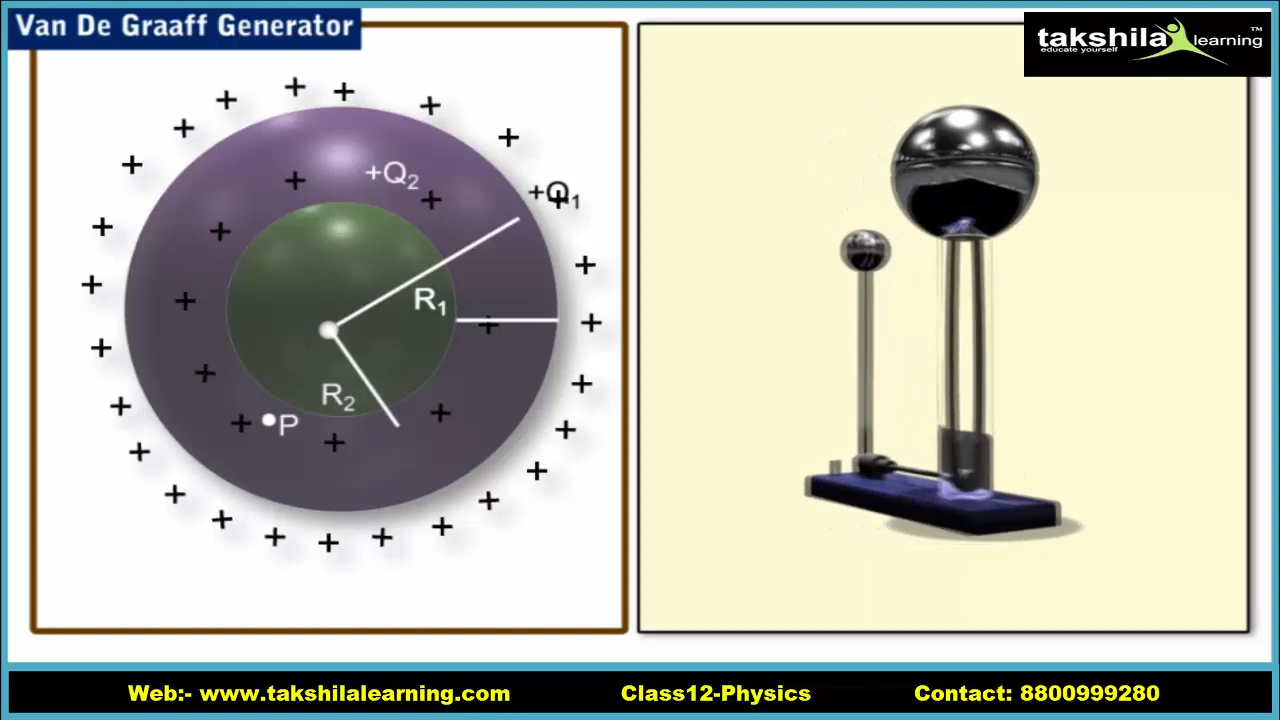 Van De Graaff Generator
takshila learning™
educate yourself
+Q₂
+Q₁
R₁
R₂
P
Web:- www.takshilalearning.com Class12-Physics Contact: 8800999280